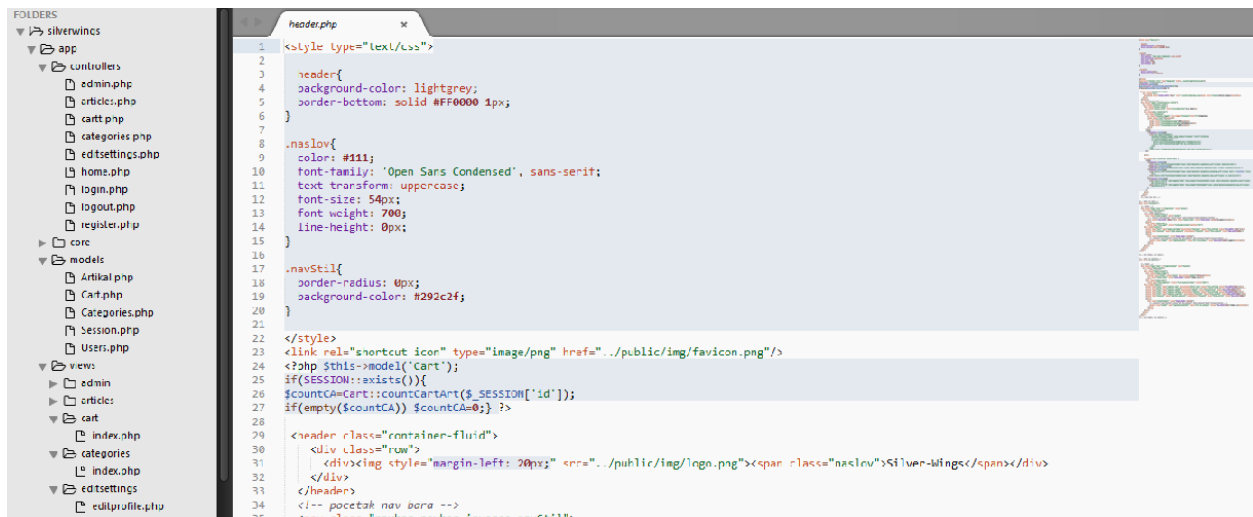 FOLDERS
silverwings
app
controllers
admin.php
articles.php
cartt.php
categories.php
editsettings.php
home.php
login.php
logout.php
register.php
core
models
Artikal.php
Cart.php
Categories.php
Session.php
Users.php
views
admin
articles
cart
index.php
categories
index.php
editsettings
editprofile.php
header.php ×
1 <style type="text/css">
2
3 header{
4 background-color: lightgrey;
5 border-bottom: solid #FF0000 1px;
6 }
7
8 .naslov{
9 color: #111;
10 font-family: 'Open Sans Condensed', sans-serif;
11 text-transform: uppercase;
12 font-size: 54px;
13 font-weight: 700;
14 line-height: 0px;
15 }
16
17 .navStil{
18 border-radius: 0px;
19 background-color: #292c2f;
20 }
21
22 </style>
23 <link rel="shortcut icon" type="image/png" href="../public/img/favicon.png"/>
24 <?php $this->model('Cart');
25 if(SESSION::exists()){
26 $countCA=Cart::countCartArt($_SESSION['id']);
27 if(empty($countCA)) $countCA=0;} ?>
28
29 <header class="container-fluid">
30 <div class="row">
31 <div><img style="margin-left: 20px;" src="../public/img/logo.png"><span class="naslov">Silver-Wings</span></div>
32 </div>
33 </header>
34 <!-- pocetak nav bara -->